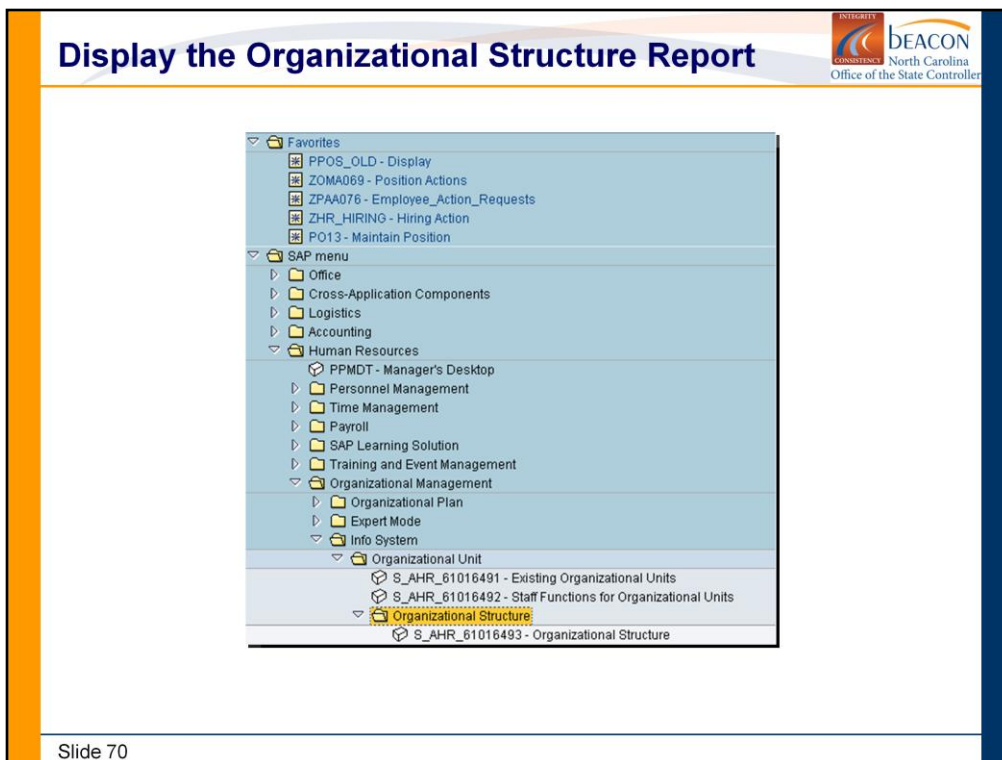 Display the Organizational Structure Report
INTEGRITY
CONSISTENCY
bEACON
North Carolina
Office of the State Controller
Favorites
PPOS_OLD - Display
ZOMA069 - Position Actions
ZPAA076 - Employee_Action_Requests
ZHR_HIRING - Hiring Action
PO13 - Maintain Position
SAP menu
Office
Cross-Application Components
Logistics
Accounting
Human Resources
PPMDT - Manager's Desktop
Personnel Management
Time Management
Payroll
SAP Learning Solution
Training and Event Management
Organizational Management
Organizational Plan
Expert Mode
Info System
Organizational Unit
S_AHR_61016491 - Existing Organizational Units
S_AHR_61016492 - Staff Functions for Organizational Units
Organizational Structure
S_AHR_61016493 - Organizational Structure
Slide 70